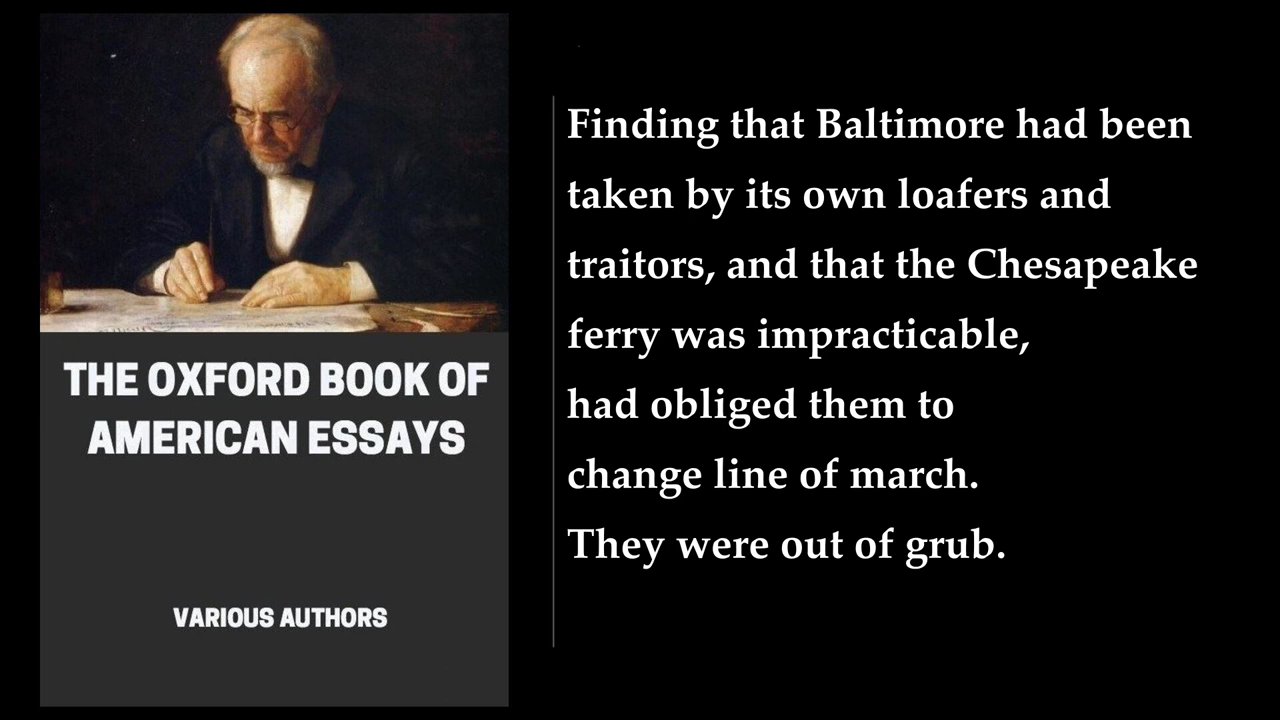 THE OXFORD BOOK OF
AMERICAN ESSAYS
VARIOUS AUTHORS
Finding that Baltimore had been
taken by its own loafers and
traitors, and that the Chesapeake
ferry was impracticable,
had obliged them to
change line of march.
They were out of grub.